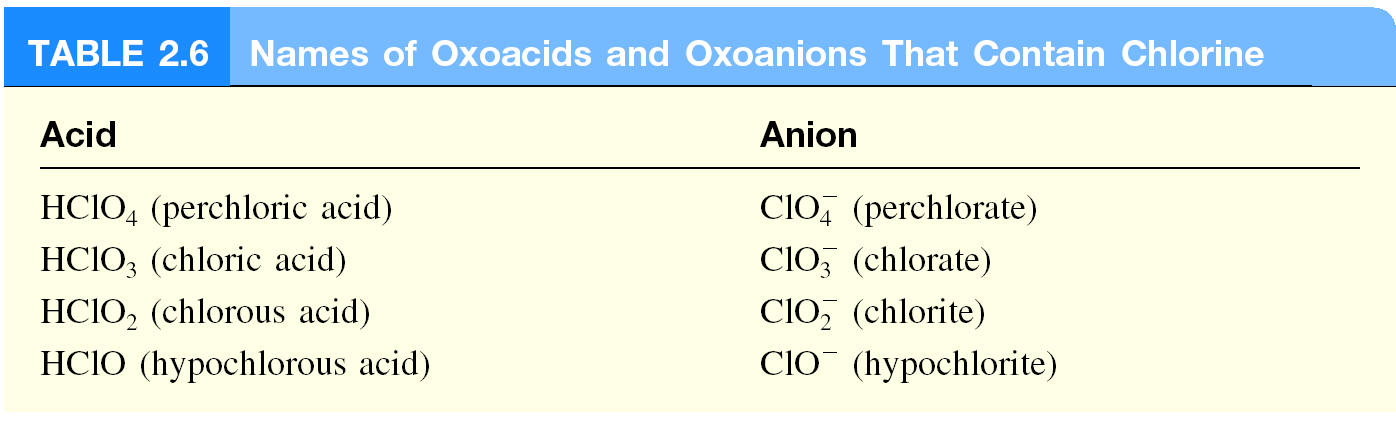 TABLE 2.6 Names of Oxoacids and Oxoanions That Contain Chlorine
Acid Anion
HClO₄ (perchloric acid) ClO₄⁻ (perchlorate)
HClO₃ (chloric acid) ClO₃⁻ (chlorate)
HClO₂ (chlorous acid) ClO₂⁻ (chlorite)
HClO (hypochlorous acid) ClO⁻ (hypochlorite)